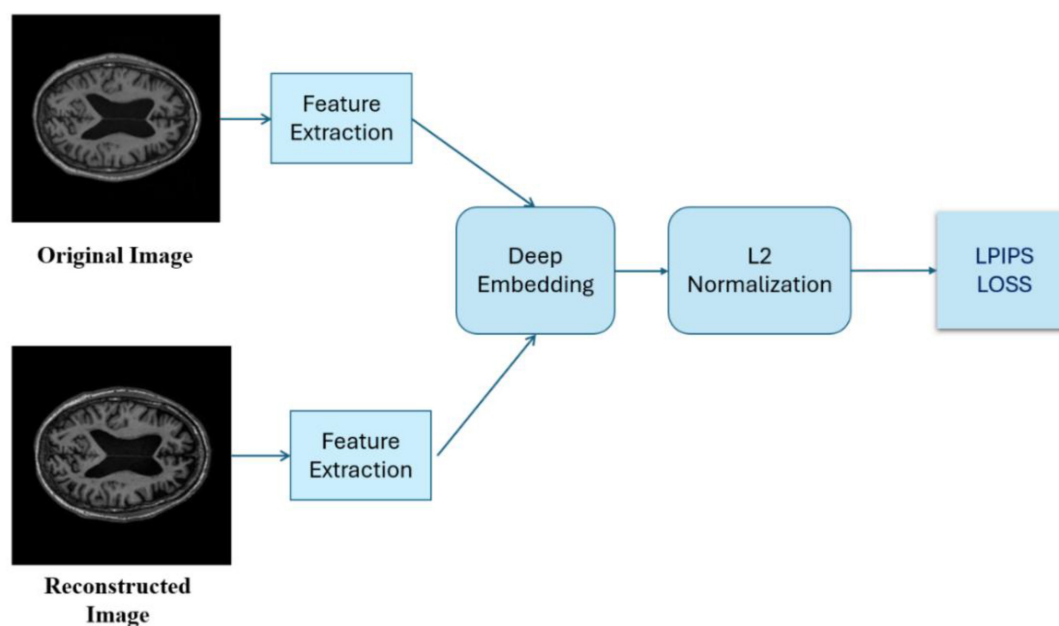 Original Image
Feature
Extraction
Deep
Embedding
L2
Normalization
LPIPS
LOSS
Feature
Extraction
Reconstructed
Image